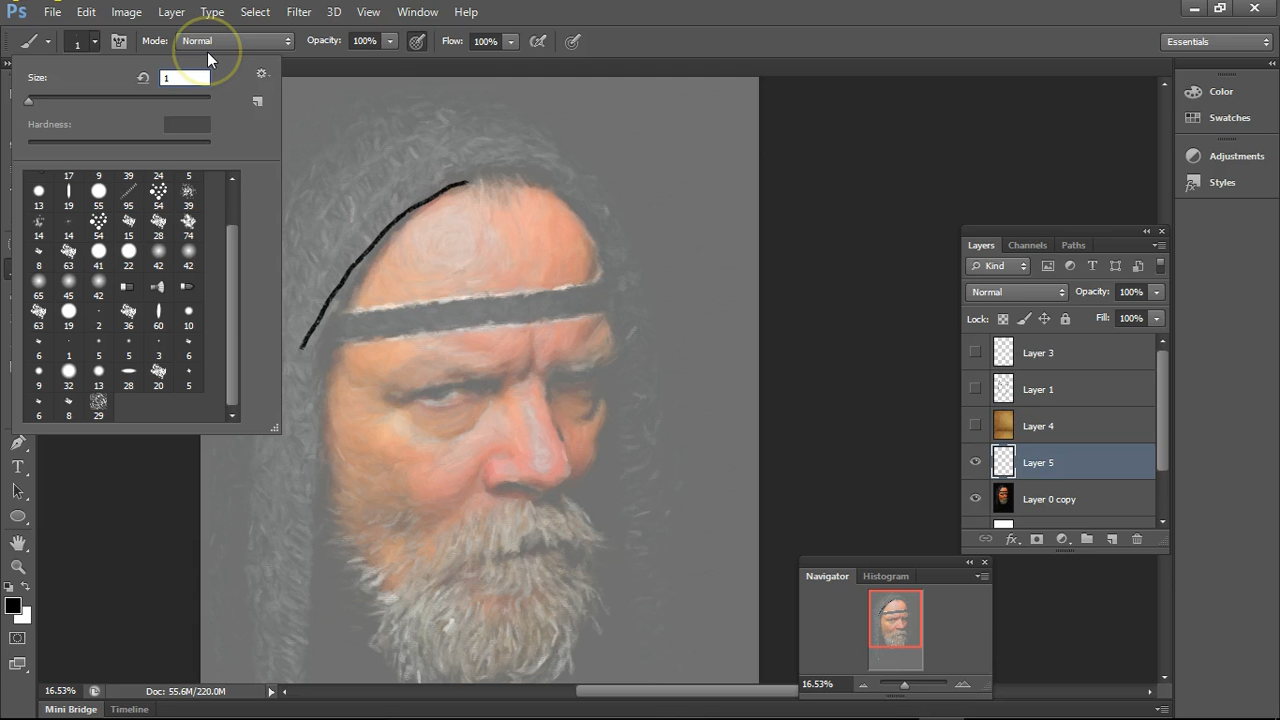 Ps File Edit Image Layer Type Select Filter 3D View Window Help
1 Mode: Normal Opacity: 100% Flow: 100% Essentials
Size: 1
Hardness:
17 9 39 24 5
13 19 55 95 54 39
14 14 54 15 28 74
8 63 41 22 42 42
65 45 42
63 19 2 36 60 10
6 1 5 5 3 6
9 32 13 28 20 5
6 8 29
Color
Swatches
Adjustments
Styles
Layers Channels Paths
Kind
Normal Opacity: 100%
Lock: Fill: 100%
Layer 3
Layer 1
Layer 4
Layer 5
Layer 0 copy
fx
Navigator Histogram
16.53%
16.53% Doc: 55.6M/220.0M
Mini Bridge Timeline